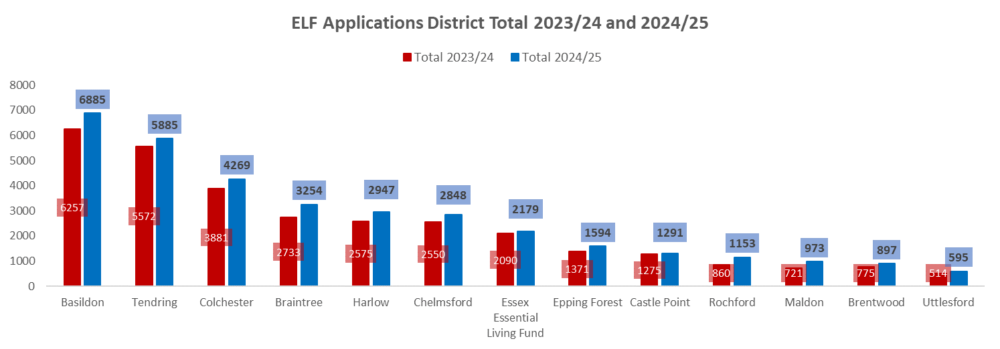 ELF Applications District Total 2023/24 and 2024/25
Total 2023/24 Total 2024/25
8000
7000
6000
5000
4000
3000
2000
1000
0
6885
5885
4269
3254
2947
2848
2179
1594
1291
1153
973
897
595
6257
5572
3881
2733
2575
2550
2090
1371
1275
860
721
775
514
Basildon
Tendring
Colchester
Braintree
Harlow
Chelmsford
Essex
Essential
Living Fund
Epping Forest
Castle Point
Rochford
Maldon
Brentwood
Uttlesford